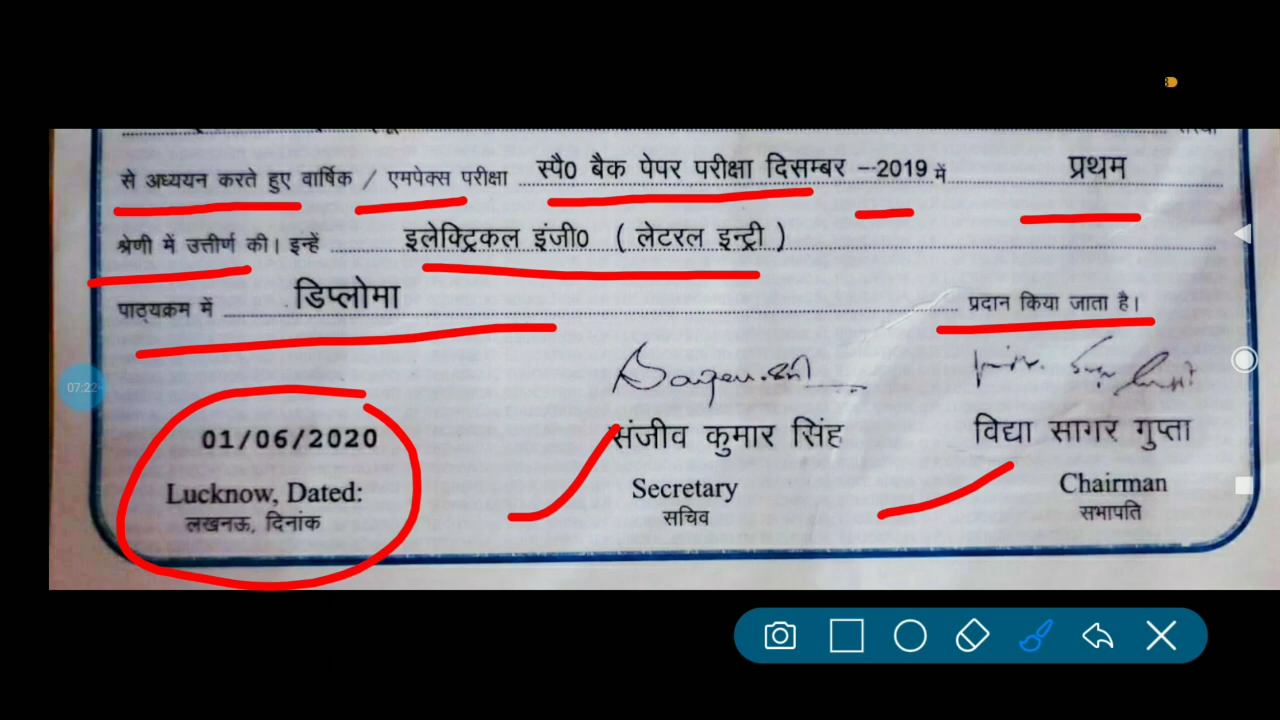 से अध्ययन करते हुए वार्षिक / एमपेक्स परीक्षा स्पै0 बैक पेपर परीक्षा दिसम्बर -2019 में प्रथम
श्रेणी में उत्तीर्ण की। इन्हें इलेक्ट्रिकल इंजी0 ( लेटरल इन्ट्री )
पाठ्यक्रम में डिप्लोमा प्रदान किया जाता है।
07:22
01/06/2020 संजीव कुमार सिंह विद्या सागर गुप्ता
Lucknow, Dated: Secretary Chairman
लखनऊ, दिनांक सचिव सभापति